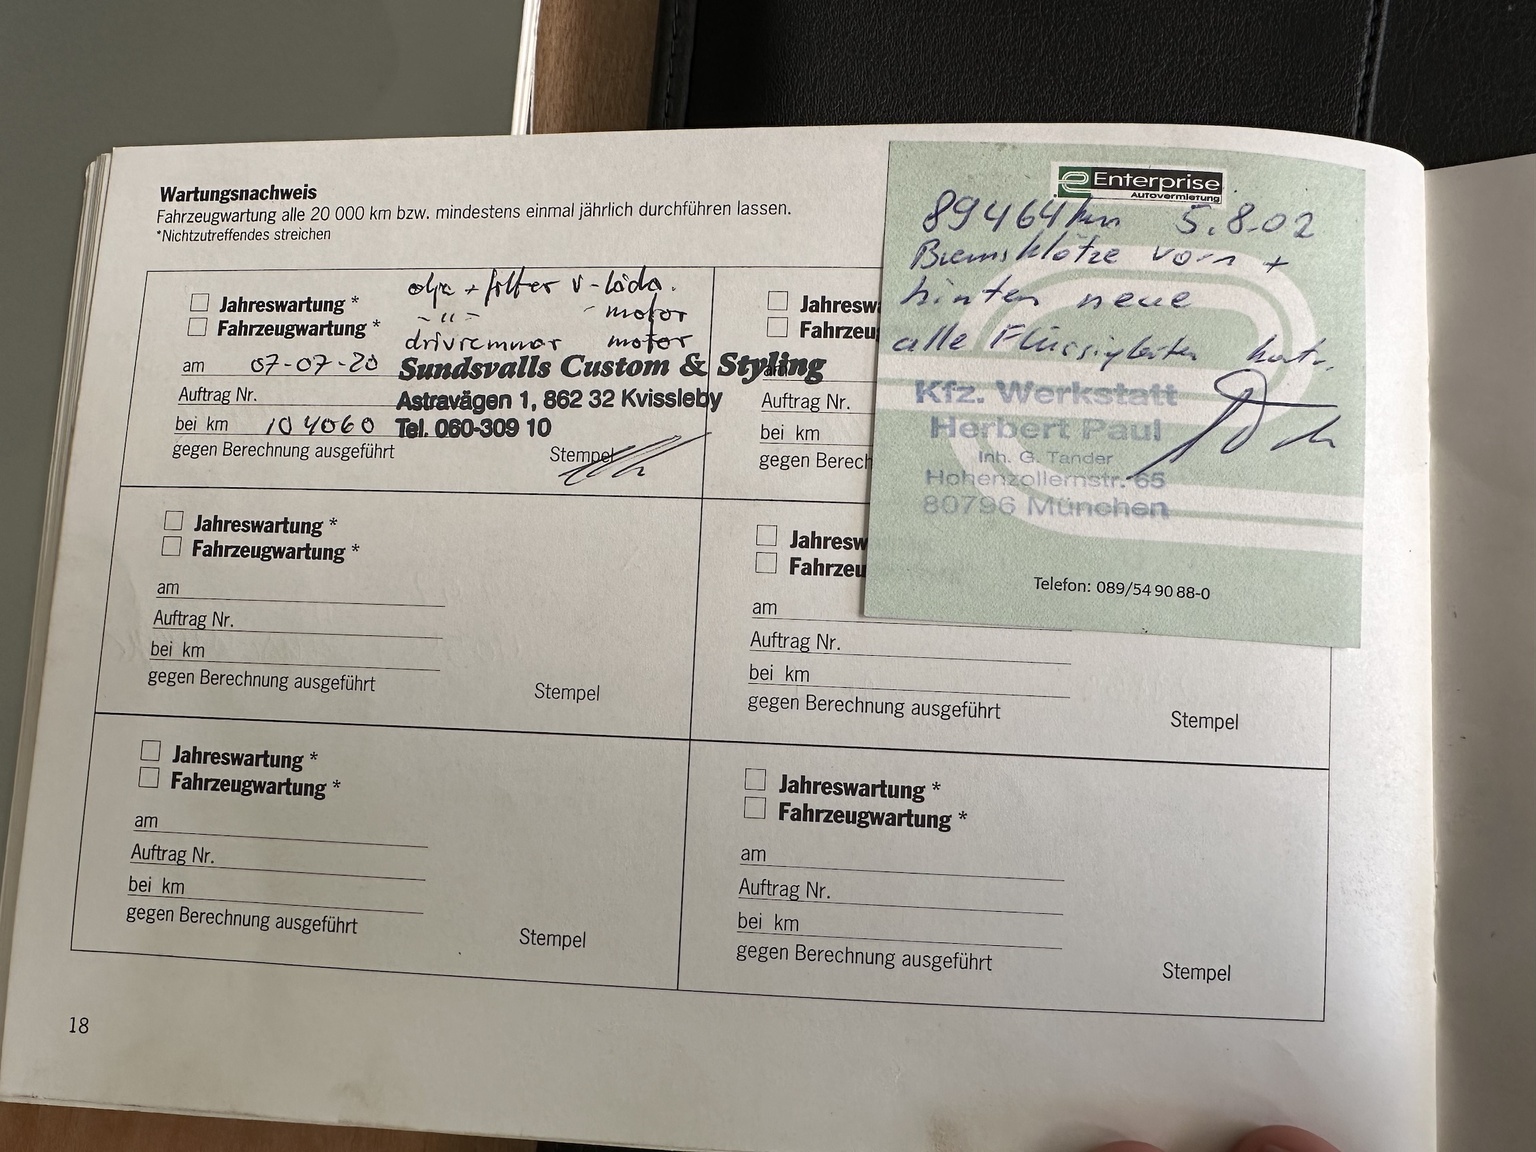 Wartungsnachweis
Fahrzeugwartung alle 20 000 km bzw. mindestens einmal jährlich durchführen lassen.
*Nichtzutreffendes streichen
Jahreswartung *
Fahrzeugwartung *
olja + filter v-låda.
-"- motor
drivremmar motor
am 07-07-20
Auftrag Nr.
bei km 104060
gegen Berechnung ausgeführt
Sundsvalls Custom & Styling
Astravägen 1, 862 32 Kvissleby
Tel. 060-309 10
Stempel
Jahresw
Fahrzeu
am
Auftrag Nr.
bei km
gegen Berech
Enterprise
Autovermietung
89464 km 5.8.02
Bremsklötze vorn +
hinten neue
alle Flüssigkeiten kontr.
Kfz. Werkstatt
Herbert Paul
Inh. G. Tander
Hohenzollernstr. 65
80796 München
Telefon: 089/54 90 88-0
Jahreswartung *
Fahrzeugwartung *
am
Auftrag Nr.
bei km
gegen Berechnung ausgeführt
Stempel
Jahresw
Fahrzeu
am
Auftrag Nr.
bei km
gegen Berechnung ausgeführt
Stempel
Jahreswartung *
Fahrzeugwartung *
am
Auftrag Nr.
bei km
gegen Berechnung ausgeführt
Stempel
Jahreswartung *
Fahrzeugwartung *
am
Auftrag Nr.
bei km
gegen Berechnung ausgeführt
Stempel
18